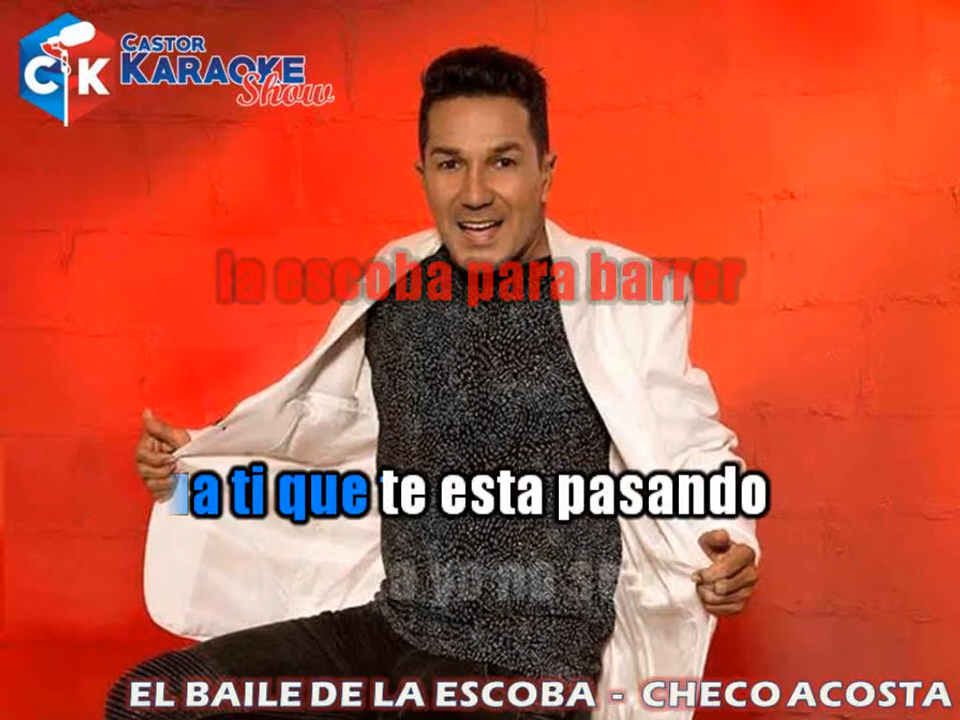 CK
CASTOR
KARAOKE
Show
la escoba para barrer
a ti que te esta pasando
EL BAILE DE LA ESCOBA - CHECO ACOSTA